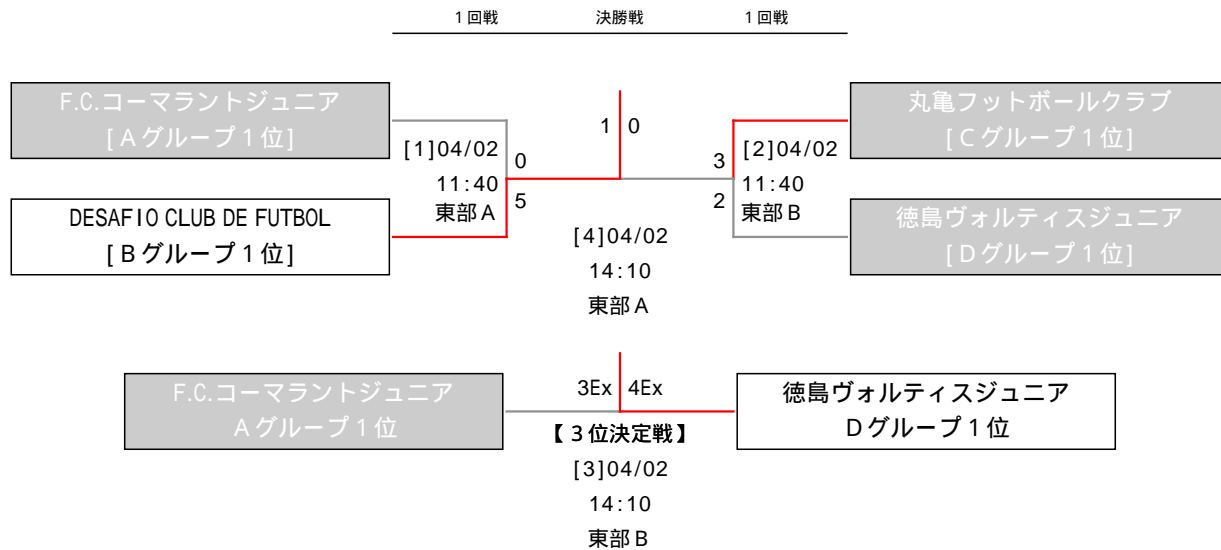 1回戦 決勝戦 1回戦
F.C.コーマラントジュニア
[Aグループ1位]
DESAFIO CLUB DE FUTBOL
[Bグループ1位]
[1]04/02
11:40
東部A
0
5
1 0
[4]04/02
14:10
東部A
3
2
[2]04/02
11:40
東部B
丸亀フットボールクラブ
[Cグループ1位]
徳島ヴォルティスジュニア
[Dグループ1位]
F.C.コーマラントジュニア
Aグループ1位
3Ex 4Ex
【3位決定戦】
[3]04/02
14:10
東部B
徳島ヴォルティスジュニア
Dグループ1位